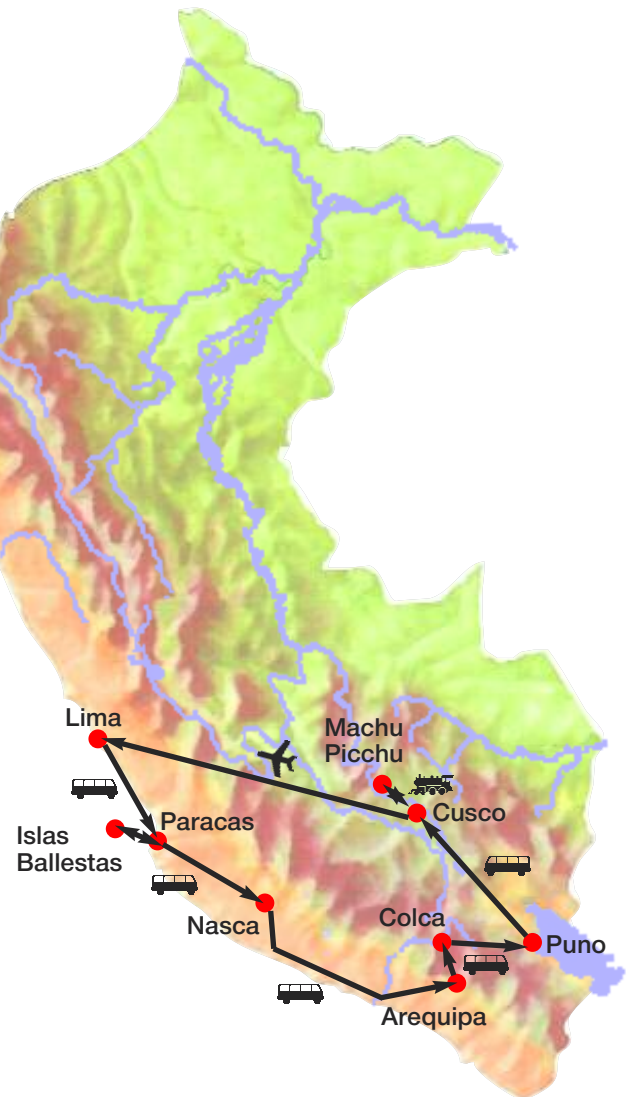 Lima
Machu
Picchu
Cusco
Paracas
Islas
Ballestas
Nasca
Colca
Puno
Arequipa